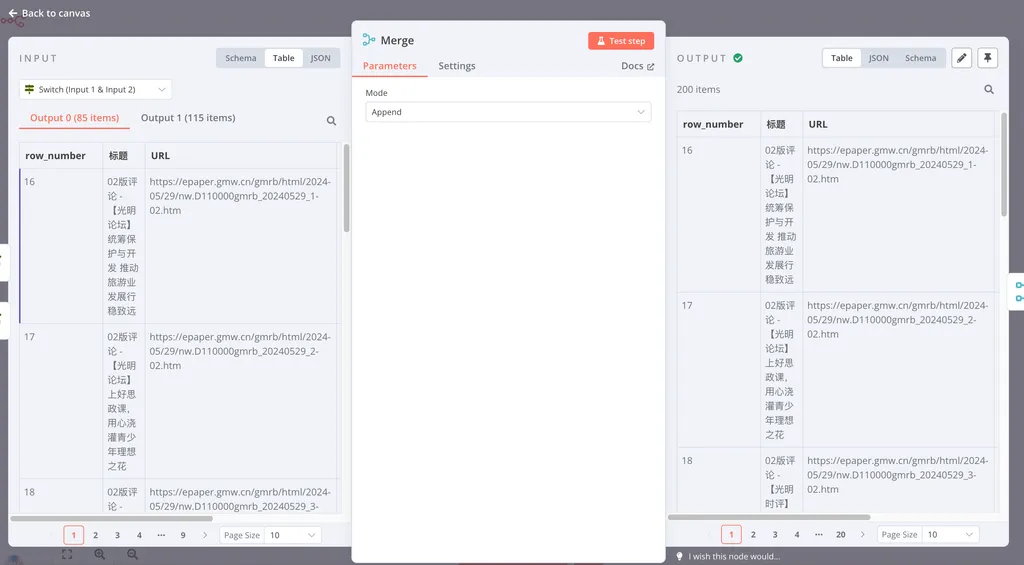 Back to canvas
INPUT
Schema
Table
JSON
Switch (Input 1 & Input 2)
Output 0 (85 items)
Output 1 (115 items)
row_number
标题
URL
16
02版评
论 -
【光明
论坛】
统筹保
护与开
发 推动
旅游业
发展行
稳致远
https://epaper.gmw.cn/gmrb/html/2024-
05/29/nw.D110000gmrb_20240529_1-
02.htm
17
02版评
论 -
【光明
论坛】
上好思
政课，
用心浇
灌青少
年理想
之花
https://epaper.gmw.cn/gmrb/html/2024-
05/29/nw.D110000gmrb_20240529_2-
02.htm
18
02版评
论 -
https://epaper.gmw.cn/gmrb/html/2024-
05/29/nw.D110000gmrb_20240529_3-
1
2
3
4
···
9
Page Size
10
Merge
Test step
Parameters
Settings
Docs
Mode
Append
OUTPUT
Table
JSON
Schema
200 items
row_number
标题
URL
16
02版评
论 -
【光明
论坛】
统筹保
护与开
发 推动
旅游业
发展行
稳致远
https://epaper.gmw.cn/gmrb/html/2024-
05/29/nw.D110000gmrb_20240529_1-
02.htm
17
02版评
论 -
【光明
论坛】
上好思
政课，
用心浇
灌青少
年理想
之花
https://epaper.gmw.cn/gmrb/html/2024-
05/29/nw.D110000gmrb_20240529_2-
02.htm
18
02版评
论 -
【光明
时评】
https://epaper.gmw.cn/gmrb/html/2024-
05/29/nw.D110000gmrb_20240529_3-
02.htm
1
2
3
4
···
20
Page Size
10
I wish this node would...